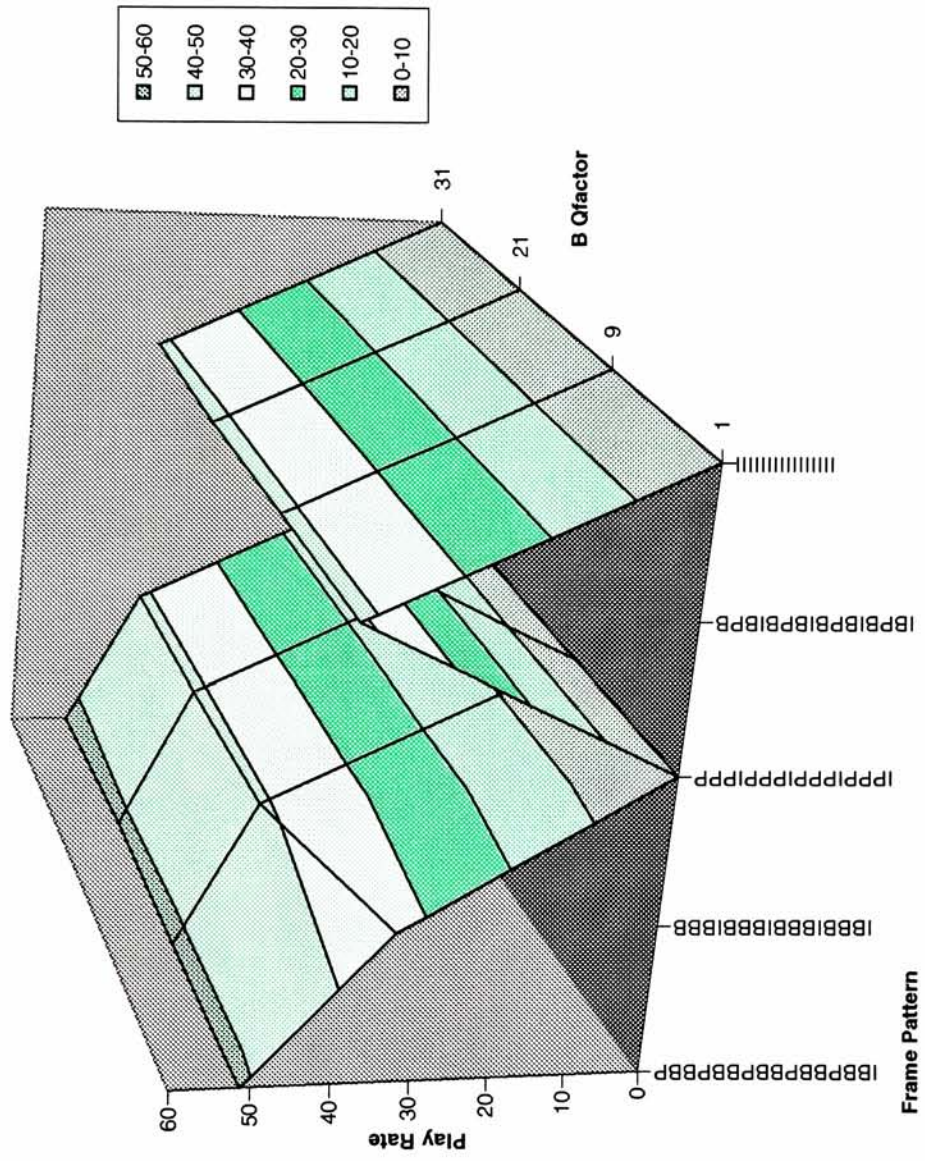 Play Rate
60
50
40
30
20
10
0
IBBPBBPBBPBBPBBP
IBBBIBBBIBBBIBBB
IPPPIPPPIPPPIPPP
IBPBIBPBIBPBIBPB
IIIIIIIIIIIIIIII
Frame Pattern
1
9
21
31
B Qfactor
50-60
40-50
30-40
20-30
10-20
0-10